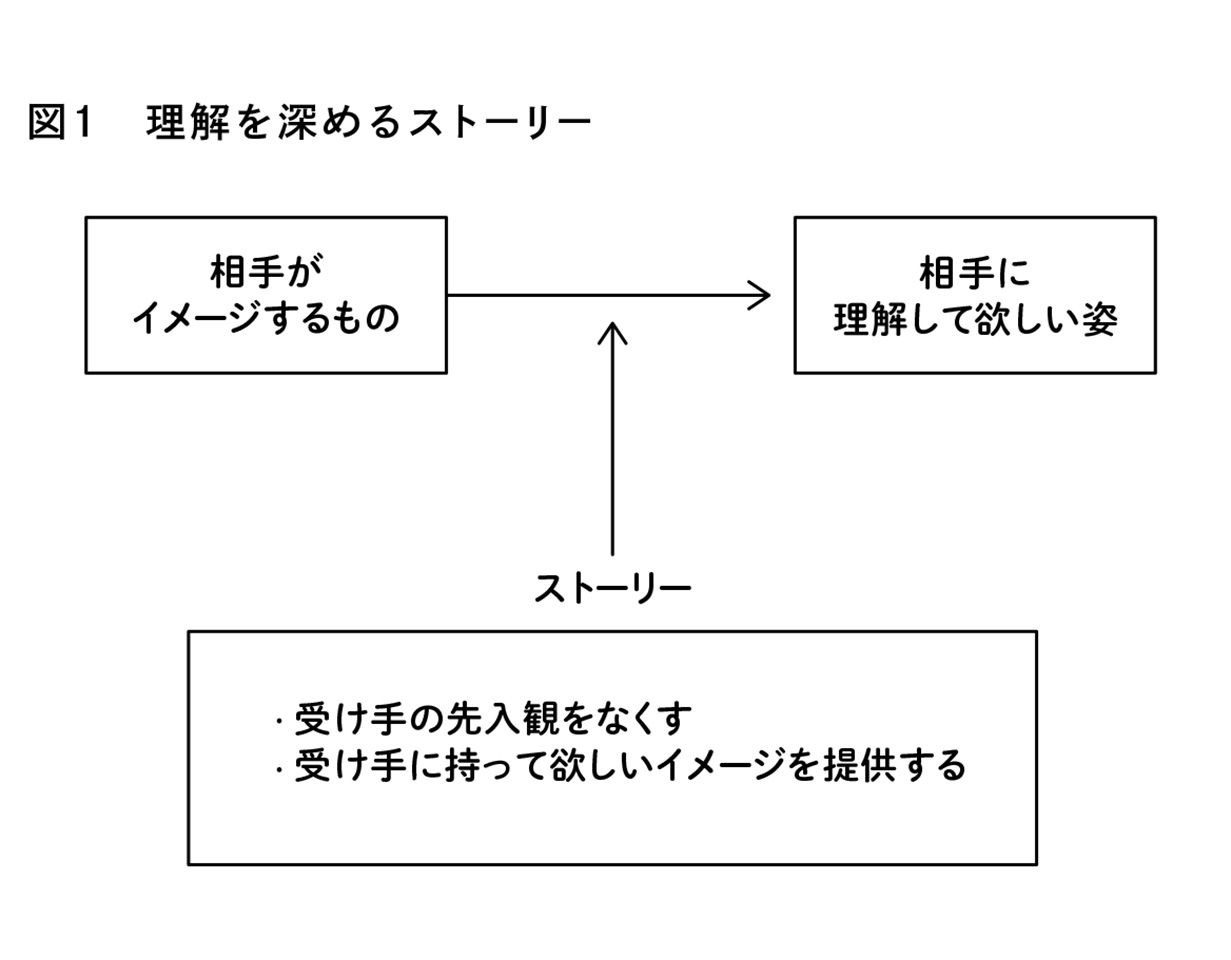 図1　理解を深めるストーリー
相手が
イメージするもの
相手に
理解して欲しい姿
ストーリー
・受け手の先入観をなくす
・受け手に持って欲しいイメージを提供する